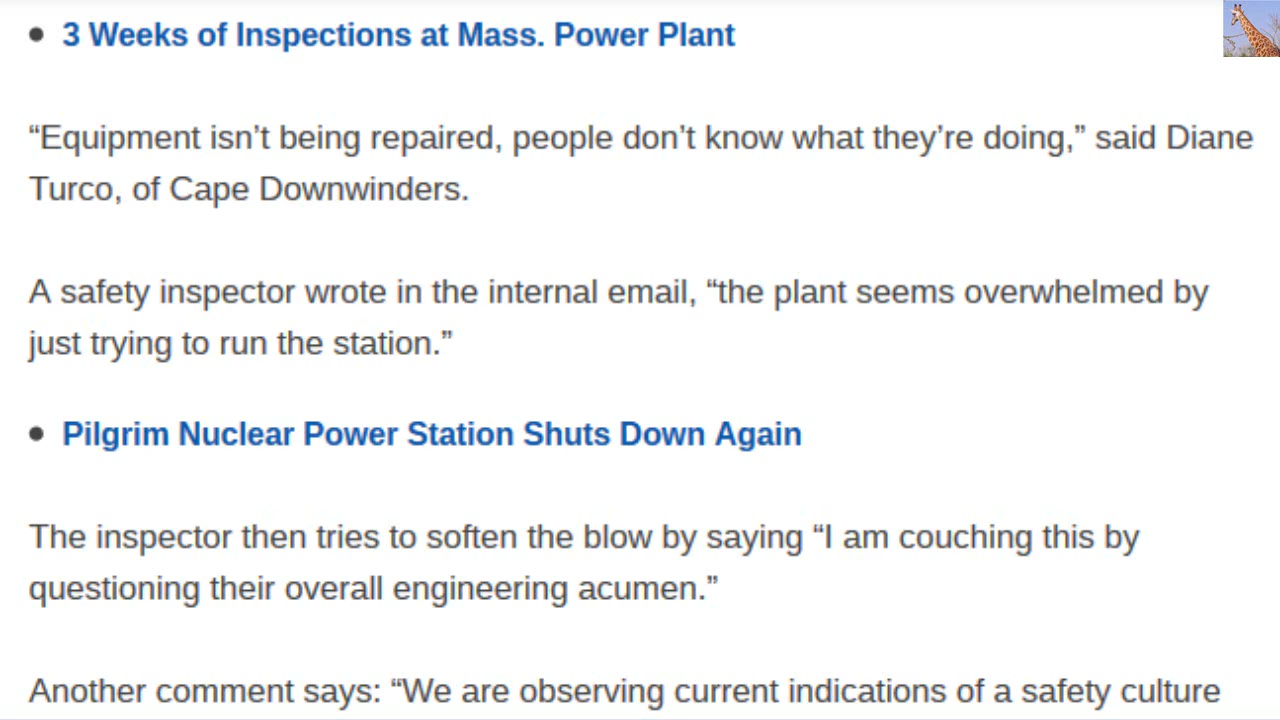 3 Weeks of Inspections at Mass. Power Plant
“Equipment isn’t being repaired, people don’t know what they’re doing,” said Diane
Turco, of Cape Downwinders.
A safety inspector wrote in the internal email, “the plant seems overwhelmed by
just trying to run the station.”
Pilgrim Nuclear Power Station Shuts Down Again
The inspector then tries to soften the blow by saying “I am couching this by
questioning their overall engineering acumen.”
Another comment says: “We are observing current indications of a safety culture